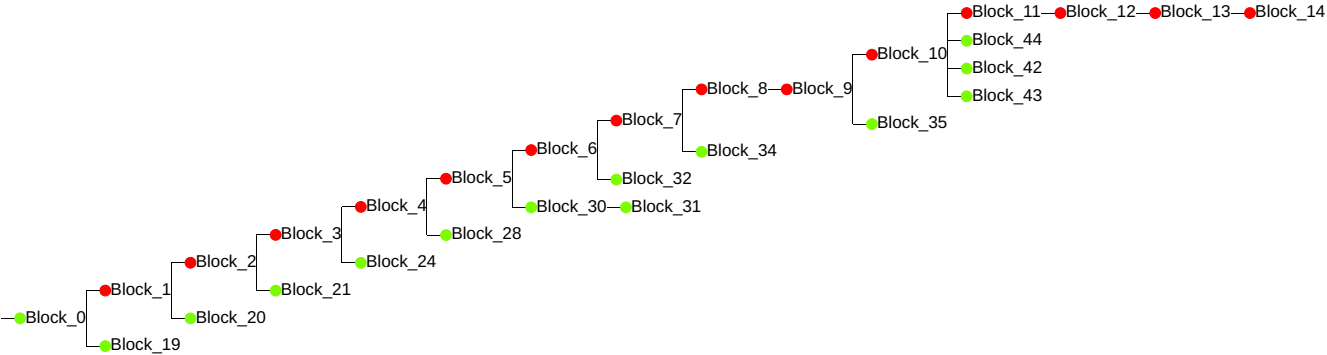 Block_11 Block_12 Block_13 Block_14
Block_44
Block_10
Block_42
Block_8 Block_9
Block_43
Block_7
Block_35
Block_6
Block_34
Block_5
Block_32
Block_4
Block_30 Block_31
Block_3
Block_28
Block_2
Block_24
Block_1
Block_21
Block_0
Block_20
Block_19